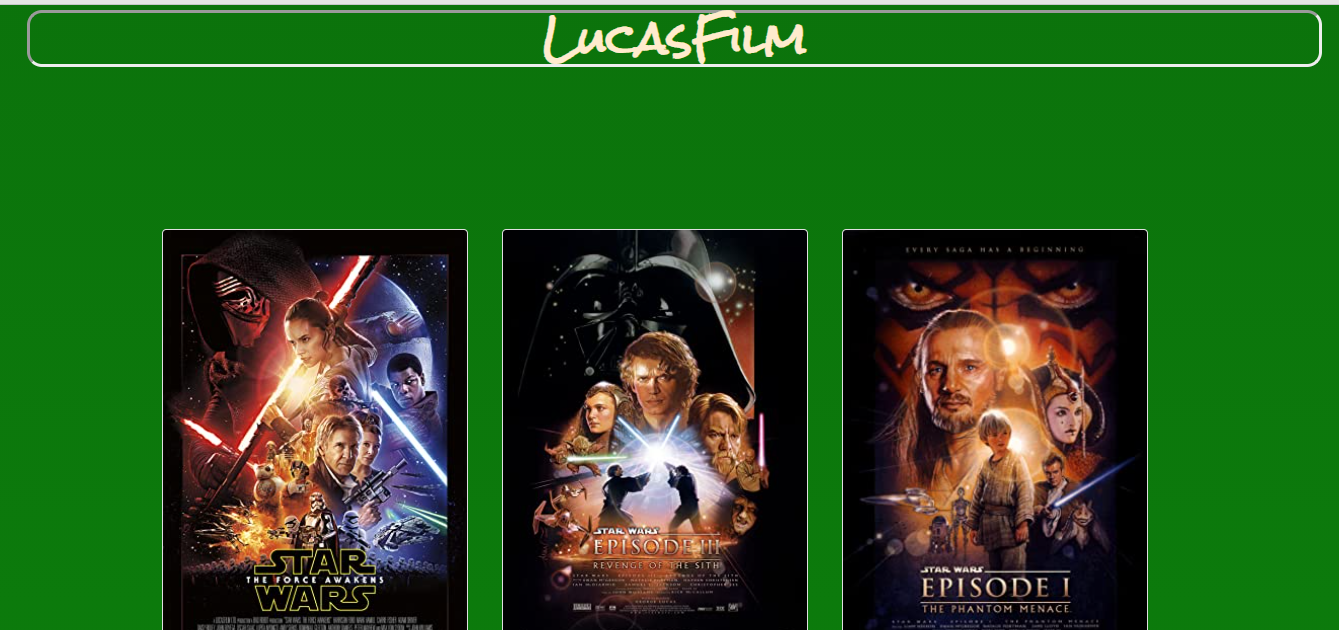 LucasFilm
STAR
THE FORCE AWAKENS
WARS
STAR WARS
EPISODE III
REVENGE OF THE SITH
EVERY SAGA HAS A BEGINNING
STAR WARS
EPISODE I
THE PHANTOM MENACE